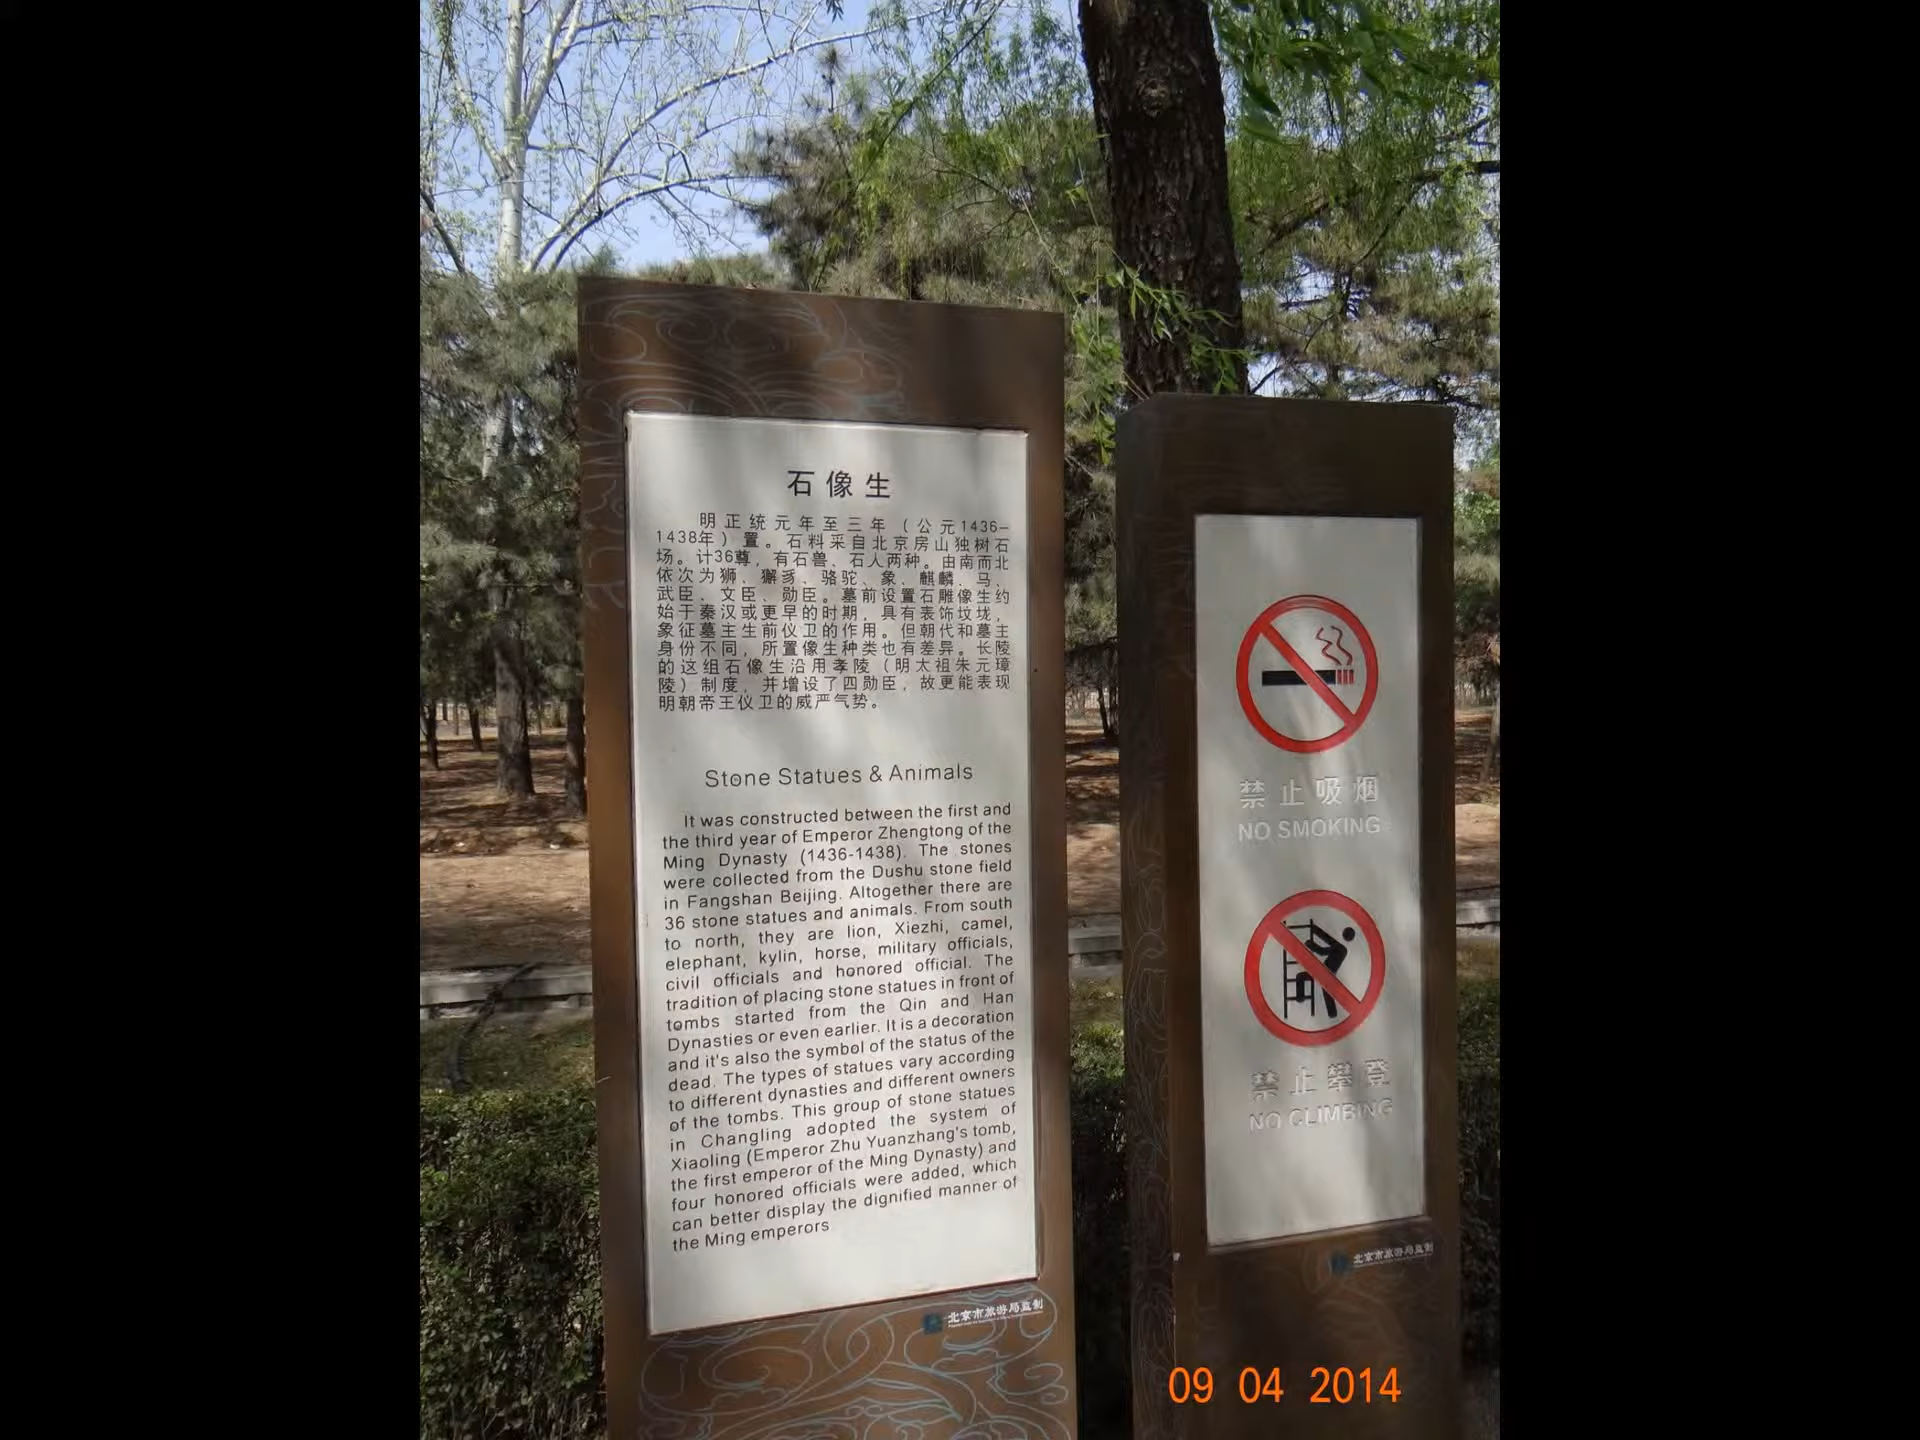 石像生
明正统元年至三年（公元1436-
1438年）置。石料采自北京房山独树石
场。计36尊，有石兽、石人两种。由南而北
依次为狮、獬豸、骆驼、象、麒麟、马、
武臣、文臣、勋臣。墓前设置石雕像生约
始于秦汉或更早的时期，具有表饰坟垅，
象征墓主生前仪卫的作用。但朝代和墓主
身份不同，所置像生种类也有差异。长陵
的这组石像生沿用孝陵（明太祖朱元璋
陵）制度，并增设了四勋臣，故更能表现
明朝帝王仪卫的威严气势。
Stone Statues & Animals
It was constructed between the first and
the third year of Emperor Zhengtong of the
Ming Dynasty (1436-1438). The stones
were collected from the Dushu stone field
in Fangshan Beijing. Altogether there are
36 stone statues and animals. From south
to north, they are lion, Xiezhi, camel,
elephant, kylin, horse, military officials,
civil officials and honored official. The
tradition of placing stone statues in front of
tombs started from the Qin and Han
Dynasties or even earlier. It is a decoration
and it's also the symbol of the status of the
dead. The types of statues vary according
to different dynasties and different owners
of the tombs. This group of stone statues
in Changling adopted the system of
Xiaoling (Emperor Zhu Yuanzhang's tomb,
the first emperor of the Ming Dynasty) and
four honored officials were added, which
can better display the dignified manner of
the Ming emperors
北京市旅游局监制
禁止吸烟
NO SMOKING
禁止攀登
NO CLIMBING
北京市旅游局监制
09 04 2014